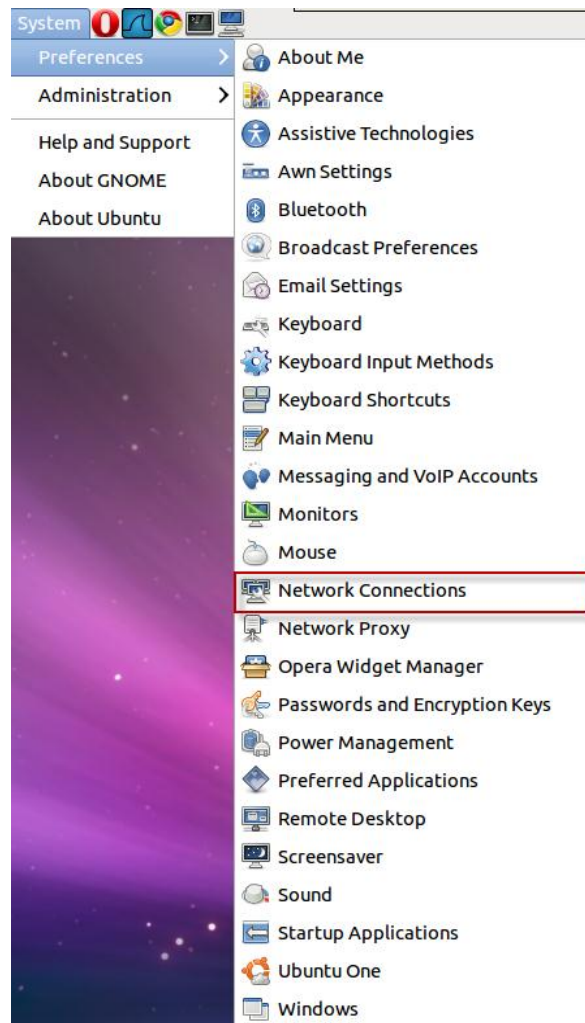 System
Preferences
Administration
Help and Support
About GNOME
About Ubuntu
About Me
Appearance
Assistive Technologies
Awn Settings
Bluetooth
Broadcast Preferences
Email Settings
Keyboard
Keyboard Input Methods
Keyboard Shortcuts
Main Menu
Messaging and VoIP Accounts
Monitors
Mouse
Network Connections
Network Proxy
Opera Widget Manager
Passwords and Encryption Keys
Power Management
Preferred Applications
Remote Desktop
Screensaver
Sound
Startup Applications
Ubuntu One
Windows